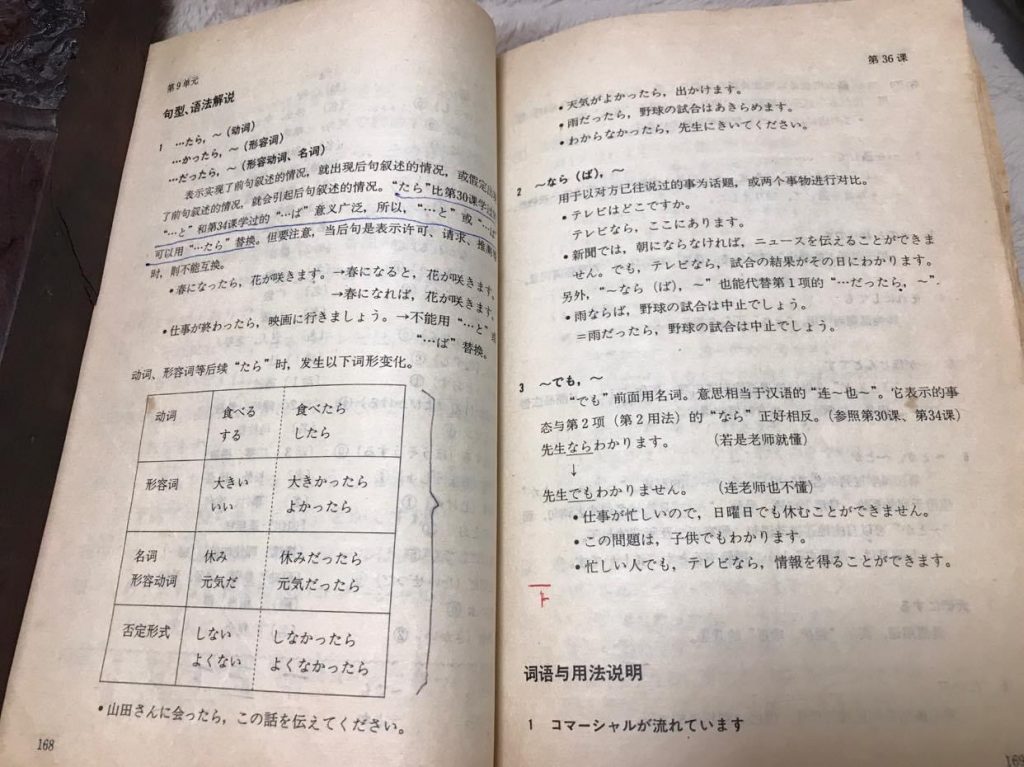 第9单元
句型、语法解说
1 …たら，～（动词）
…かったら，～（形容词）
…だったら，～（形容动词、名词）
表示实现了前句叙述的情况，就出现后句叙述的情况，或假定
了前句叙述的情况，就会引起后句叙述的情况。“たら”比第30课学过
“…と”和第34课学过的“…ば”意义广泛，所以，“…と”或“…ば
可以用“…たら”替换。但要注意，当后句是表示许可、请求、推
时，则不能互换。
•春になったら，花が咲きます。→春になると，花が咲きます。
→春になれば，花が咲きます。
•仕事が終わったら，映画に行きましょう。→不能用“…と”或
“…ば”替换。
动词、形容词等后续“たら”时，发生以下词形变化。
动词 食べる 食べたら
する したら
形容词 大きい 大きかったら
いい よかったら
名词 休み 休みだったら
形容动词 元気だ 元気だったら
否定形式 しない しなかったら
よくない よくなかったら
•山田さんに会ったら，この話を伝えてください。
168
第36课
•天気がよかったら，出かけます。
•雨だったら，野球の試合はあきらめます。
•わからなかったら，先生にきいてください。
2 ～なら（ば），～
用于以对方已往说过的事为话题，或两个事物进行对比。
•テレビはどこですか。
テレビなら，ここにあります。
•新聞では，朝にならなければ，ニュースを伝えることができま
せん。でも，テレビなら，試合の結果がその日にわかります。
另外，“～なら（ば），～”也能代替第1项的“…だったら，～”.
•雨ならば，野球の試合は中止でしょう。
＝雨だったら，野球の試合は中止でしょう。
3 ～でも，～
“でも”前面用名词。意思相当于汉语的“连～也～”。它表示的事
态与第2项（第2用法）的“なら”正好相反。（参照第30课、第34课）
先生ならわかります。 （若是老师就懂）
↓
先生でもわかりません。 （连老师也不懂）
•仕事が忙しいので，日曜日でも休むことができません。
•この問題は，子供でもわかります。
•忙しい人でも，テレビなら，情報を得ることができます。
词语与用法说明
1 コマーシャルが流れています
169